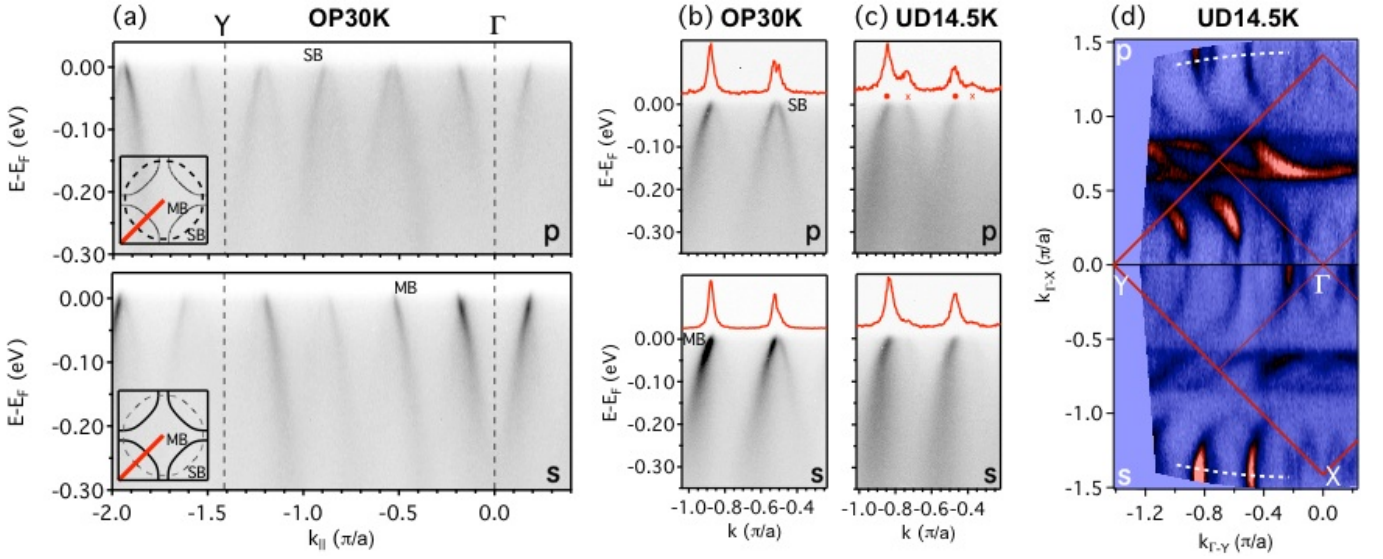 (a)
Y
OP30K
Γ
(b) OP30K
(c) UD14.5K
(d)
UD14.5K
SB
0.00
-0.10
-0.20
-0.30
E-E_F (eV)
MB
SB
p
0.00
-0.10
-0.20
-0.30
E-E_F (eV)
MB
MB
SB
s
-2.0
-1.5
-1.0
-0.5
0.0
k_|| (π/a)
SB
0.00
-0.10
-0.20
-0.30
E-E_F (eV)
p
x
x
p
MB
0.00
-0.10
-0.20
-0.30
E-E_F (eV)
s
s
-1.0
-0.8
-0.6
-0.4
k (π/a)
-1.0
-0.8
-0.6
-0.4
k (π/a)
p
1.5
1.0
0.5
0.0
-0.5
-1.0
-1.5
k_Γ-X (π/a)
Y
Γ
X
s
-1.2
-0.8
-0.4
0.0
k_Γ-Y (π/a)